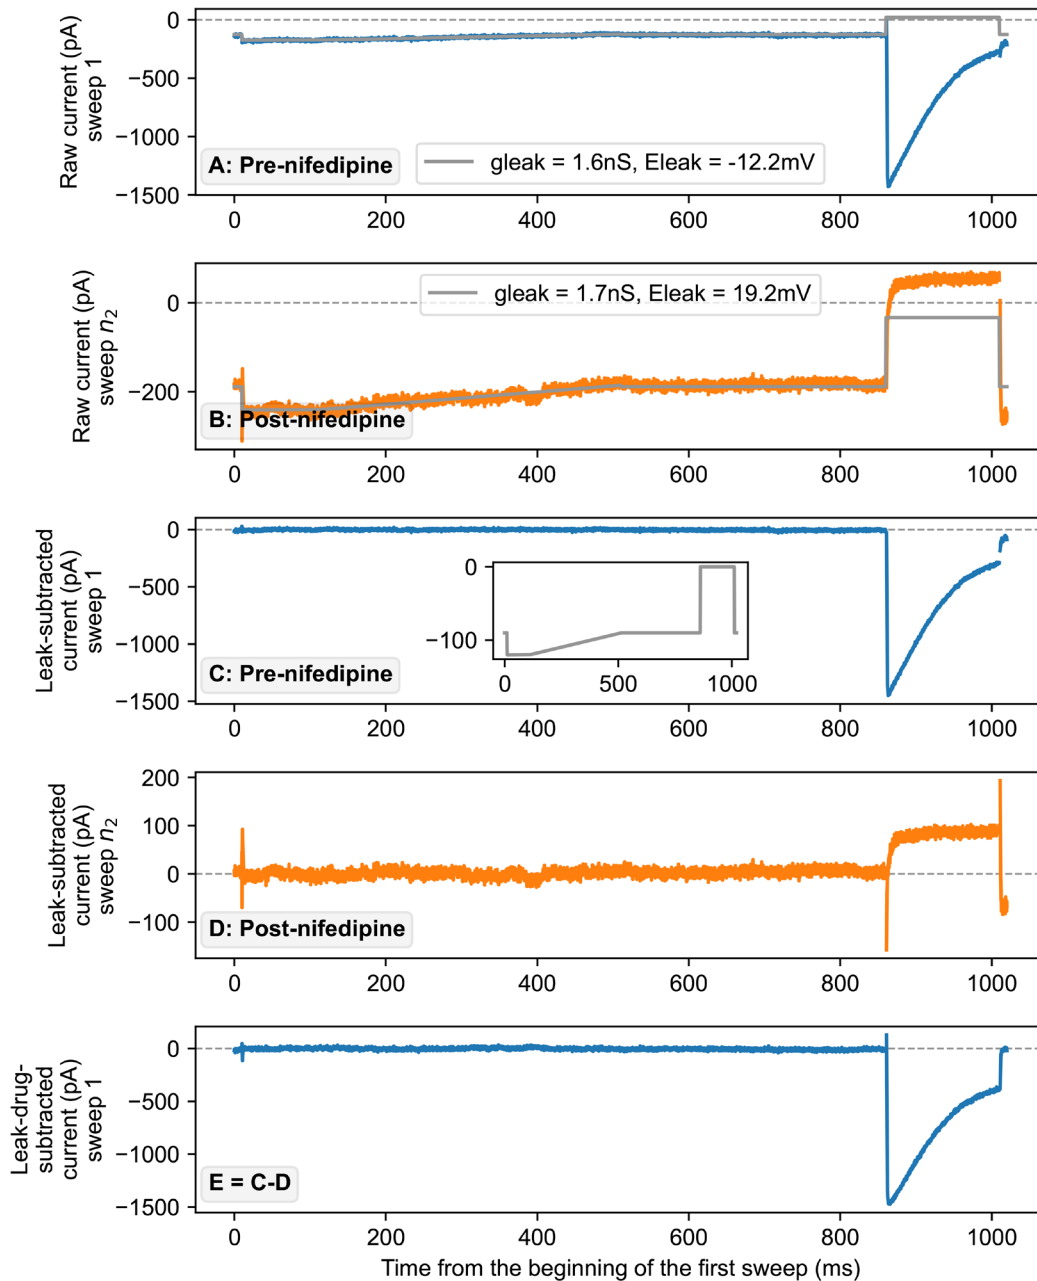 Raw current (pA)
sweep 1
0
−500
−1000
−1500
A: Pre-nifedipine
gleak = 1.6nS, Eleak = -12.2mV
0
200
400
600
800
1000
Raw current (pA)
sweep n₂
0
−200
gleak = 1.7nS, Eleak = 19.2mV
B: Post-nifedipine
0
200
400
600
800
1000
Leak-subtracted
current (pA)
sweep 1
0
−500
−1000
−1500
0
−100
0
500
1000
C: Pre-nifedipine
0
200
400
600
800
1000
Leak-subtracted
current (pA)
sweep n₂
200
100
0
−100
D: Post-nifedipine
0
200
400
600
800
1000
Leak-drug-
subtracted
current (pA)
sweep 1
0
−500
−1000
−1500
E = C-D
0
200
400
600
800
1000
Time from the beginning of the first sweep (ms)